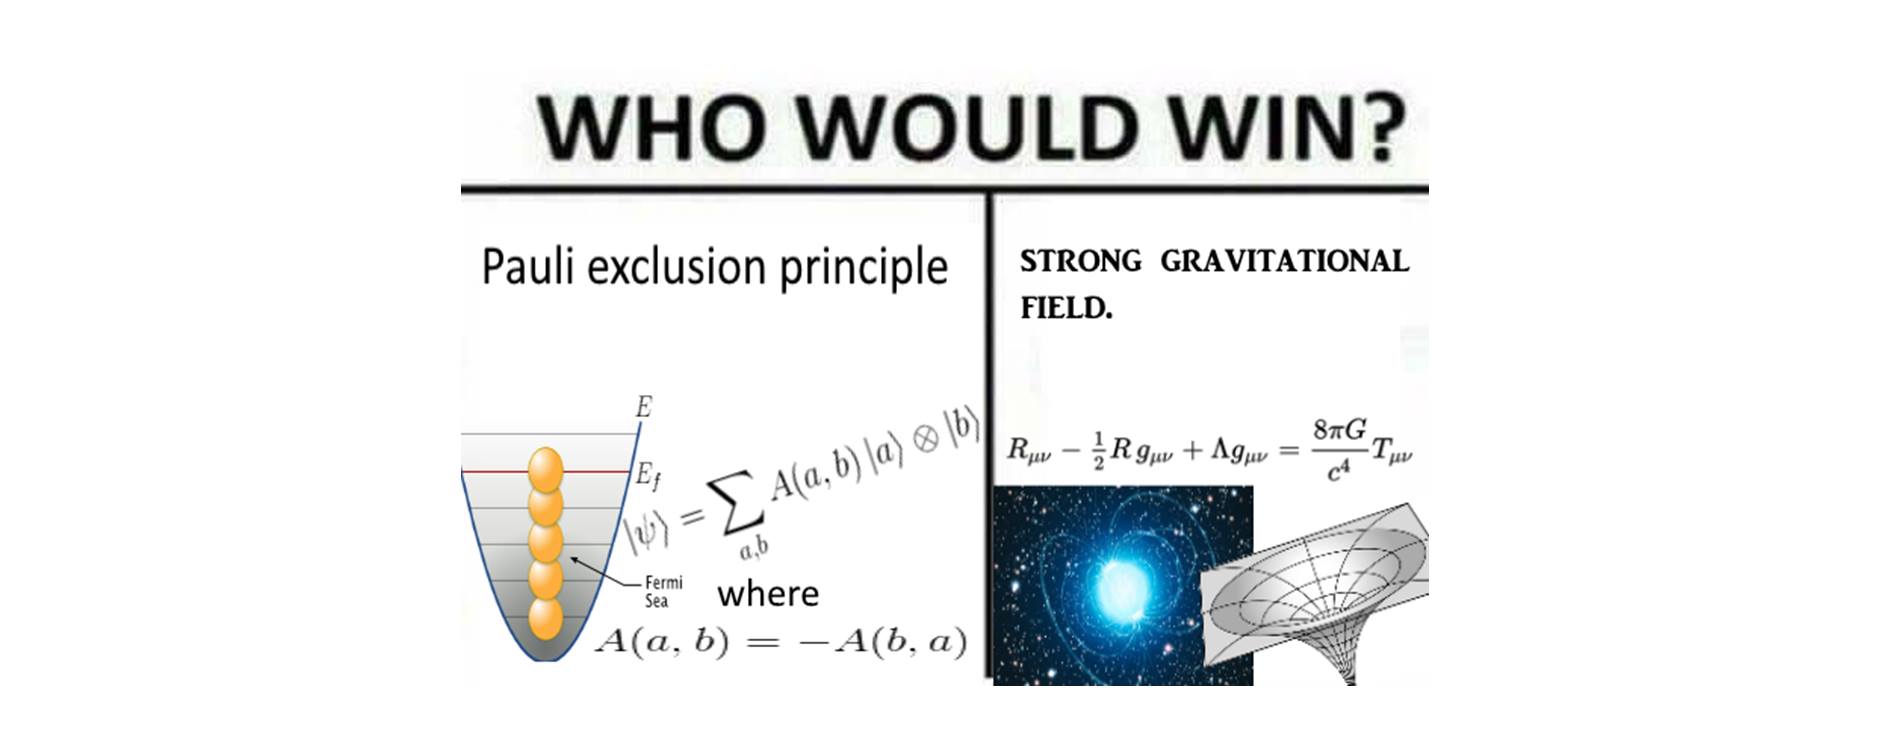 WHO WOULD WIN?
Pauli exclusion principle
E
E_f
|ψ⟩ = ∑_{a,b} A(a, b) |a⟩ ⊗ |b⟩
Fermi
Sea
where
A(a, b) = −A(b, a)
STRONG GRAVITATIONAL
FIELD.
R_{μν} − ½R g_{μν} + Λg_{μν} = 8πG/c⁴ T_{μν}